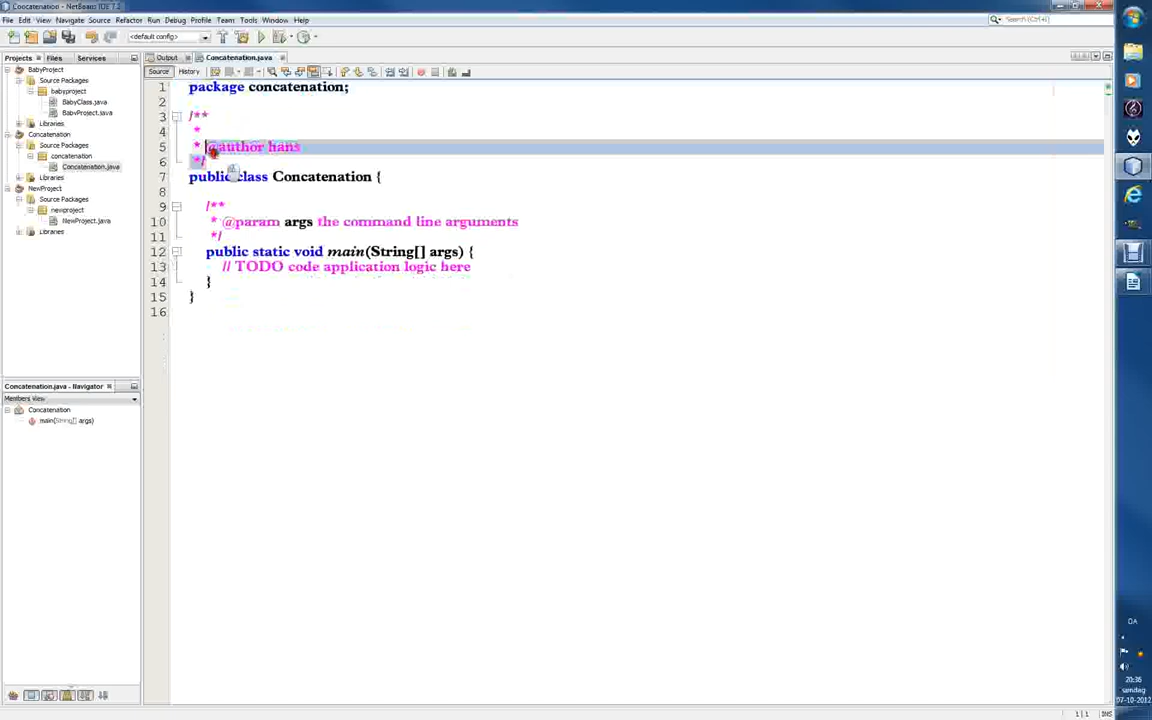 Concatenation - NetBeans IDE 7.2
File Edit View Navigate Source Refactor Run Debug Profile Team Tools Window Help
Search (Ctrl+I)
<default config>
Projects Files Services
Output Concatenation.java
Source History
BabyProject
Source Packages
babyproject
BabyClass.java
BabyProject.java
Libraries
Concatenation
Source Packages
concatenation
Concatenation.java
Libraries
NewProject
Source Packages
newproject
NewProject.java
Libraries
1 package concatenation;
2
3 /**
4 *
5 * @author hans
6 */
7 public class Concatenation {
8
9 /**
10 * @param args the command line arguments
11 */
12 public static void main(String[] args) {
13 // TODO code application logic here
14 }
15 }
16
Concatenation.java - Navigator
Members View
Concatenation
main(String[] args)
DA
20:36
søndag
07-10-2012
1|1 INS